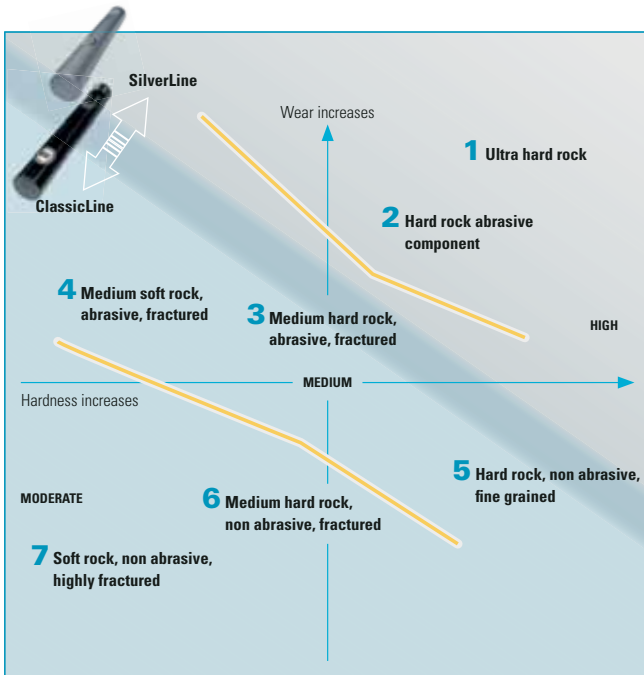 SilverLine
Wear increases
1 Ultra hard rock
ClassicLine
2 Hard rock abrasive
component
4 Medium soft rock,
abrasive, fractured
3 Medium hard rock,
abrasive, fractured
HIGH
MEDIUM
Hardness increases
5 Hard rock, non abrasive,
fine grained
MODERATE
6 Medium hard rock,
non abrasive, fractured
7 Soft rock, non abrasive,
highly fractured